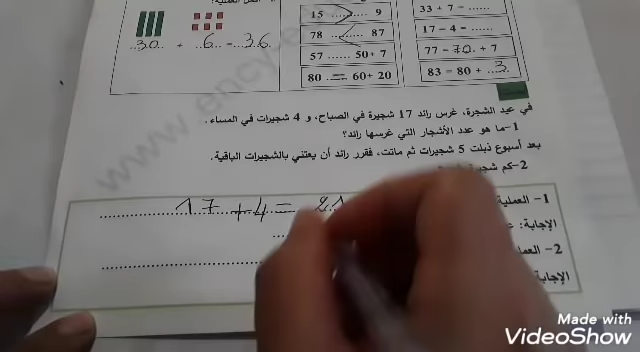 30 + 6 = 36
15 ...... 9
78 ........ 87
57 ...... 50+7
80 ..=.. 60+20
33 + 7 = ......
17 – 4 = ......
77 = 70. + 7
83 = 80 + ..3.
في عيد الشجرة، غرس رائد 17 شجيرة في الصباح، و 4 شجيرات في المساء .
1-ما هو عدد الأشجار التي غرسها رائد؟
بعد أسبوع ذبلت 5 شجيرات ثم ماتت، فقرر رائد أن يعتني بالشجيرات الباقية.
2-كم شجيرة
1- العملية
17 + 4 = 21
الإجابة:
2- العملية
الإجابة
www.ency
Made with
VideoShow